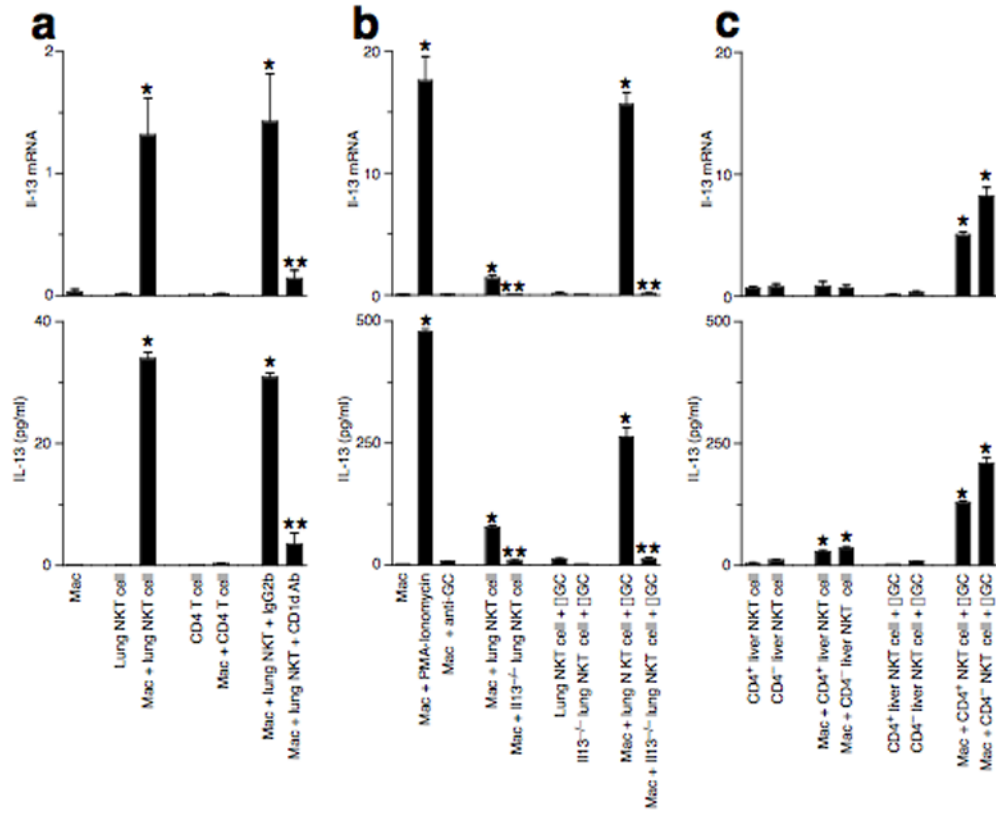 a
b
c
2
1
0
Il-13 mRNA
★
★
★★
20
10
0
Il-13 mRNA
★
★
★★
★
★★
20
10
0
Il-13 mRNA
★
★
40
20
0
IL-13 (pg/ml)
★
★
★★
500
250
0
IL-13 (pg/ml)
★
★
★★
★
★★
500
250
0
IL-13 (pg/ml)
★
★
★
★
Mac
Lung NKT cell
Mac + lung NKT cell
CD4 T cell
Mac + CD4 T cell
Mac + lung NKT + IgG2b
Mac + lung NKT + CD1d Ab
Mac
Mac + PMA-Ionomycin
Mac + anti-GC
Mac + lung NKT cell
Mac + Il13⁻/⁻ lung NKT cell
Lung NKT cell + []GC
Il13⁻/⁻ lung NKT cell + []GC
Mac + lung N KT cell + []GC
Mac + Il13⁻/⁻ lung NKT cell + []GC
CD4⁺ liver NKT cell
CD4⁻ liver NKT cell
Mac + CD4⁺ liver NKT cell
Mac + CD4⁻ liver NKT cell
CD4⁺ liver NKT cell + []GC
CD4⁻ liver NKT cell + []GC
Mac + CD4⁺ NKT cell + []GC
Mac + CD4⁻ NKT cell + []GC